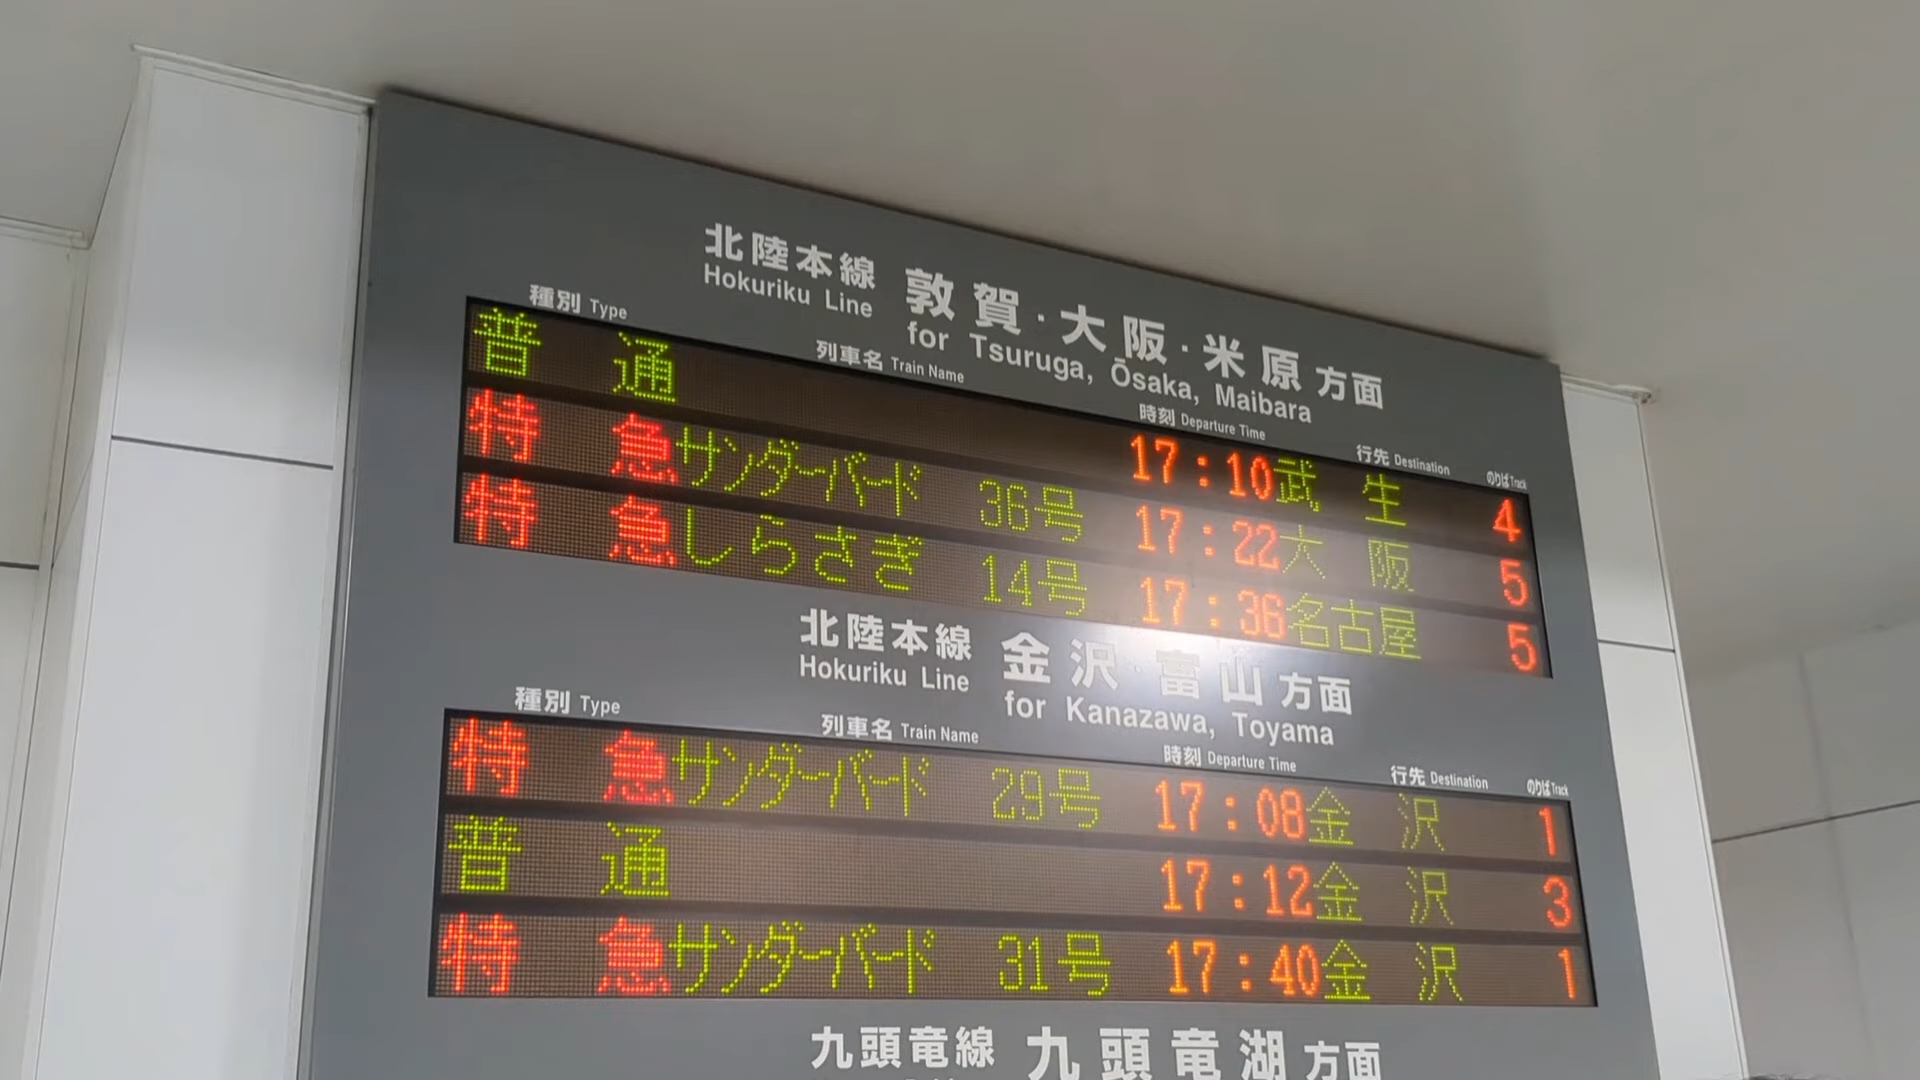 北陸本線 敦賀・大阪・米原方面
Hokuriku Line for Tsuruga, Ōsaka, Maibara
種別 Type 列車名 Train Name 時刻 Departure Time 行先 Destination のりば Track
普通 17:10 武生 4
特急 サンダーバード 36号 17:22 大阪 5
特急 しらさぎ 14号 17:36 名古屋 5
北陸本線 金沢・富山方面
Hokuriku Line for Kanazawa, Toyama
種別 Type 列車名 Train Name 時刻 Departure Time 行先 Destination のりば Track
特急 サンダーバード 29号 17:08 金沢 1
普通 17:12 金沢 3
特急 サンダーバード 31号 17:40 金沢 1
九頭竜線 九頭竜湖方面